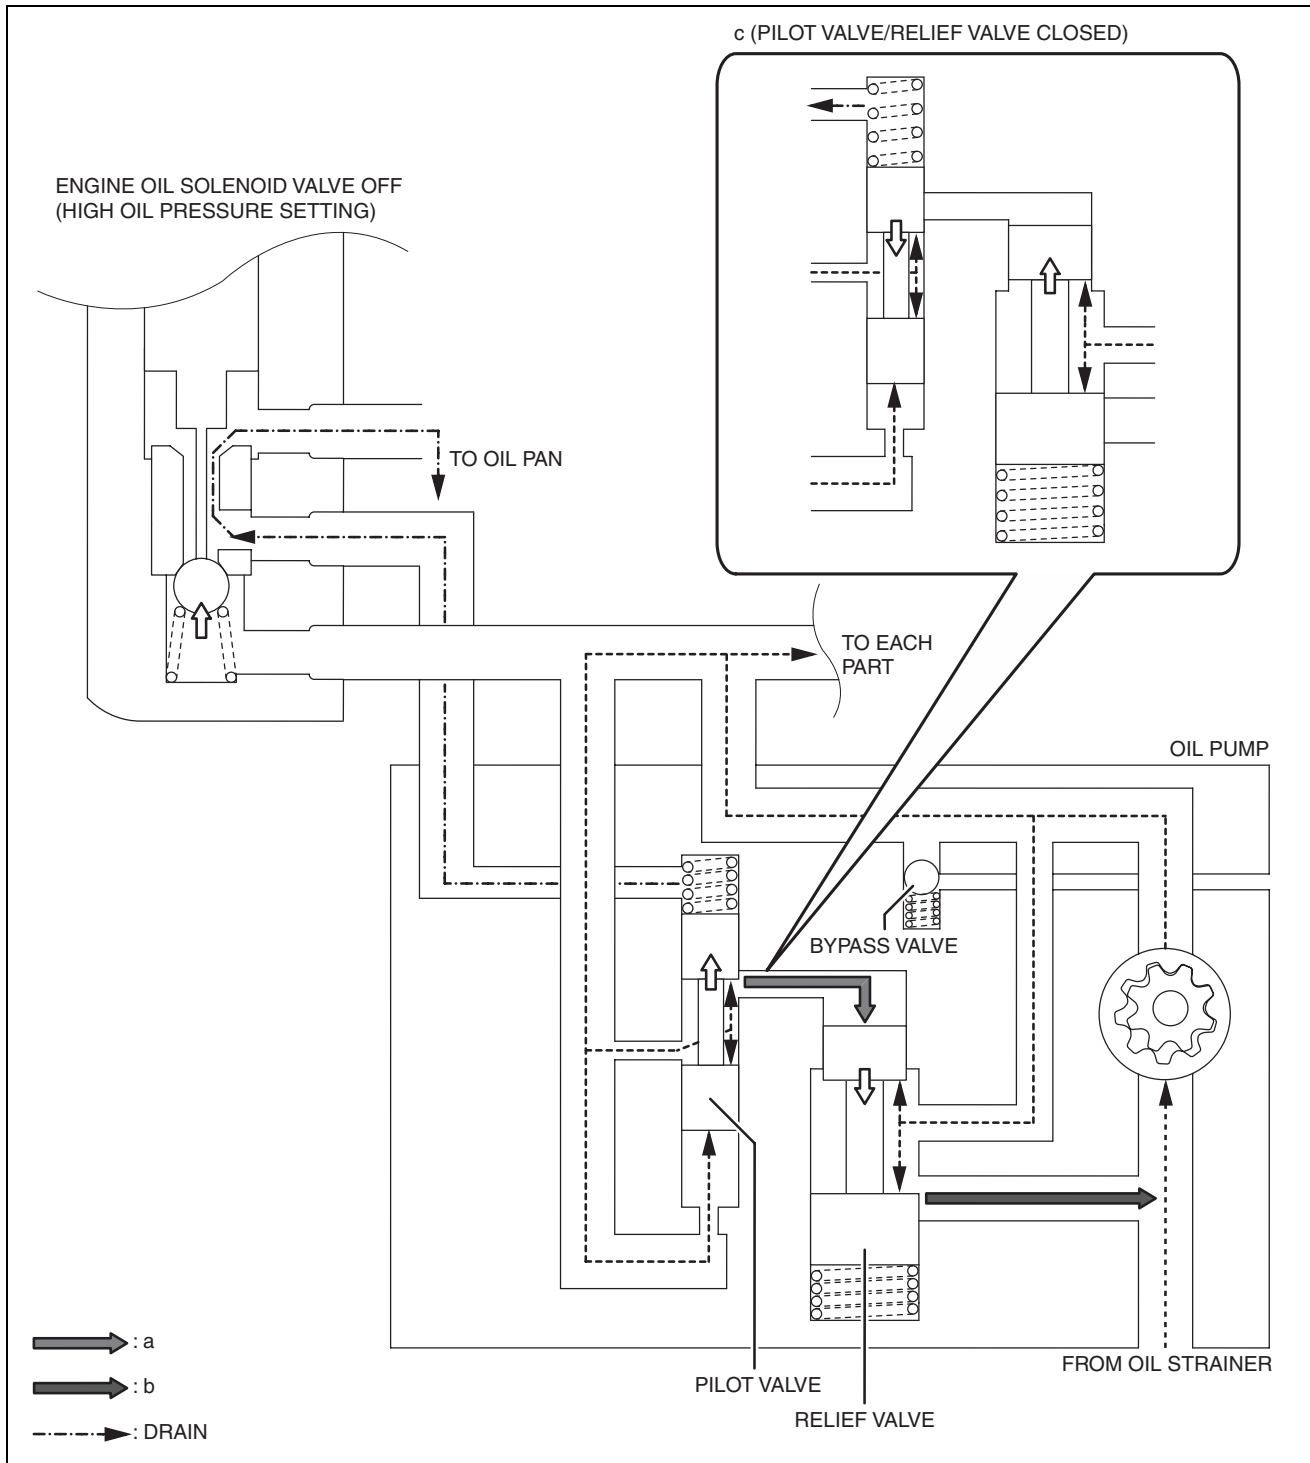 c (PILOT VALVE/RELIEF VALVE CLOSED)
ENGINE OIL SOLENOID VALVE OFF
(HIGH OIL PRESSURE SETTING)
TO OIL PAN
TO EACH
PART
OIL PUMP
BYPASS VALVE
FROM OIL STRAINER
PILOT VALVE
RELIEF VALVE
: a
: b
: DRAIN